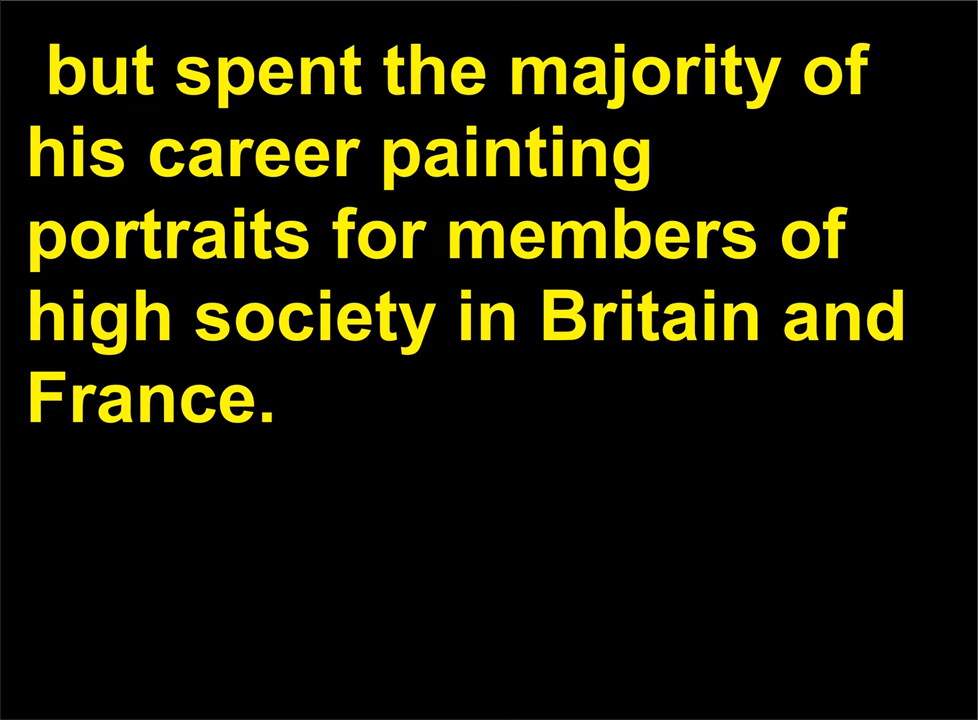 but spent the majority of
his career painting
portraits for members of
high society in Britain and
France.